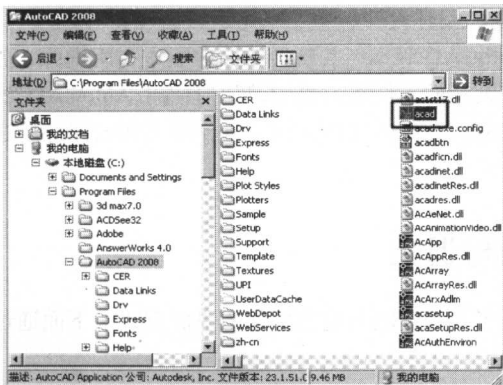 AutoCAD 2008
文件(F) 编辑(E) 查看(V) 收藏(A) 工具(T) 帮助(H)
后退 搜索 文件夹
地址(D) C:\Program Files\AutoCAD 2008 转到
文件夹
桌面
我的文档
我的电脑
本地磁盘 (C:)
Documents and Settings
Program Files
3d max7.0
ACDSee32
Adobe
AnswerWorks 4.0
AutoCAD 2008
CER
Data Links
Drv
Express
Fonts
Help
CER
Data Links
Drv
Express
Fonts
Help
Plot Styles
Plotters
Sample
Setup
Support
Template
Textures
UPI
UserDataCache
WebDepot
WebServices
zh-cn
ac1st17.dll
acad
acad.exe.config
acadbtn
acadficn.dll
acadinet.dll
acadinetRes.dll
acadres.dll
AcAeNet.dll
AcAnimationVideo.dll
AcApp
AcAppRes.dll
AcArray
AcArrayRes.dll
AcArxAdlm
acasetup
acaSetupRes.dll
AcAuthEnviron
描述: AutoCAD Application 公司: Autodesk, Inc. 文件版本: 23.1.51.0 9.46 MB 我的电脑